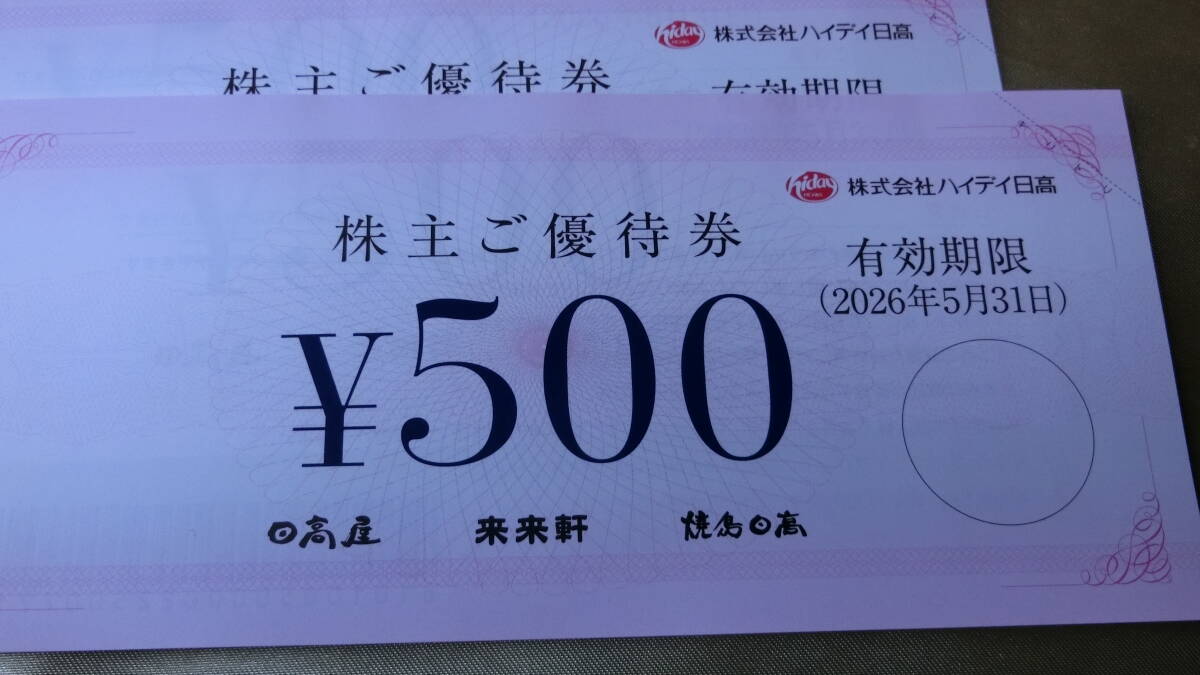 hiday 株式会社ハイデイ日高
株主ご優待券
有効期限
hiday 株式会社ハイデイ日高
株主ご優待券
有効期限
(2026年5月31日)
¥500
日高屋 来来軒 焼鳥日高